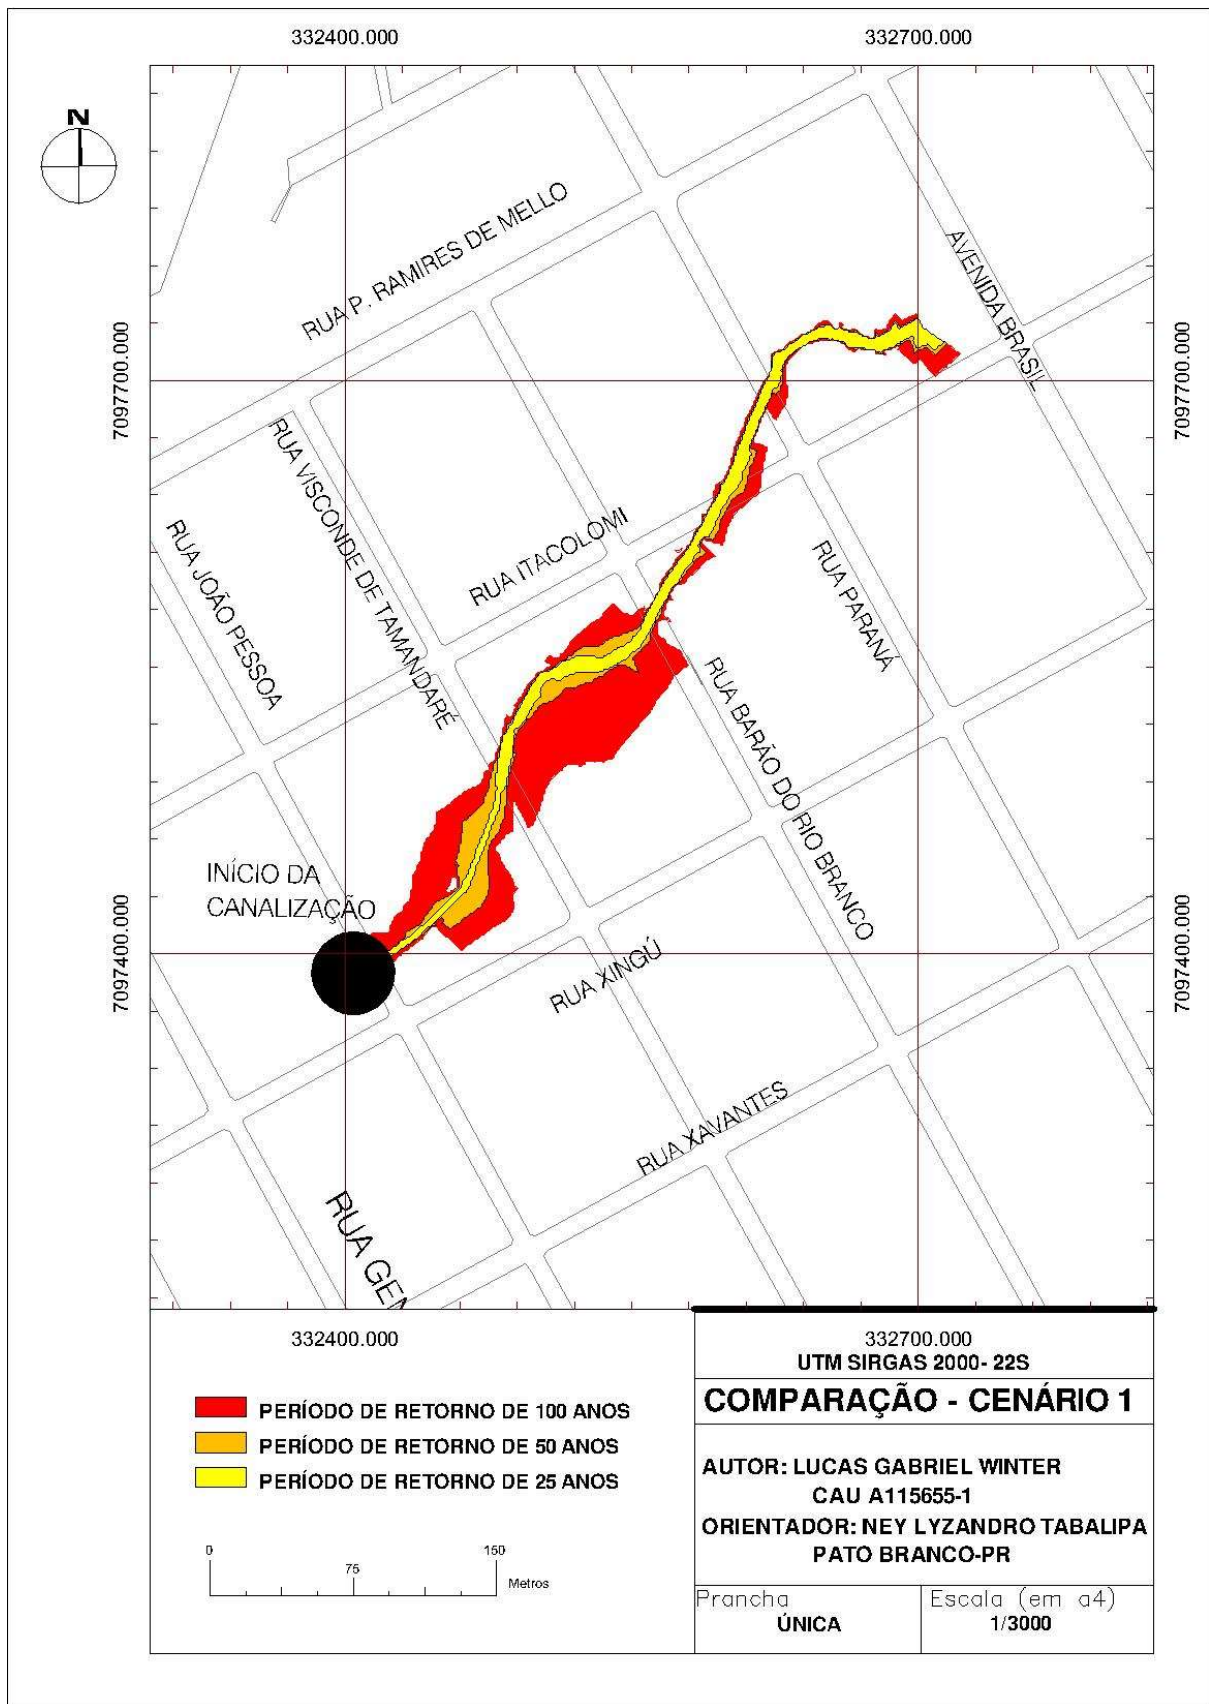 332400.000
332700.000
N
RUA P. RAMIRES DE MELLO
AVENIDA BRASIL
7097700.000
7097700.000
RUA VISCONDE DE TAMANDARÉ
RUA JOÃO PESSOA
RUA ITACOLOMI
RUA PARANÁ
RUA BARÃO DO RIO BRANCO
INÍCIO DA
CANALIZAÇÃO
7097400.000
7097400.000
RUA XINGÚ
RUA XAVANTES
RUA GEN
332400.000
332700.000
UTM SIRGAS 2000- 22S
COMPARAÇÃO - CENÁRIO 1
PERÍODO DE RETORNO DE 100 ANOS
PERÍODO DE RETORNO DE 50 ANOS
PERÍODO DE RETORNO DE 25 ANOS
AUTOR: LUCAS GABRIEL WINTER
CAU A115655-1
ORIENTADOR: NEY LYZANDRO TABALIPA
PATO BRANCO-PR
0
75
150
Metros
Prancha
ÚNICA
Escala (em a4)
1/3000